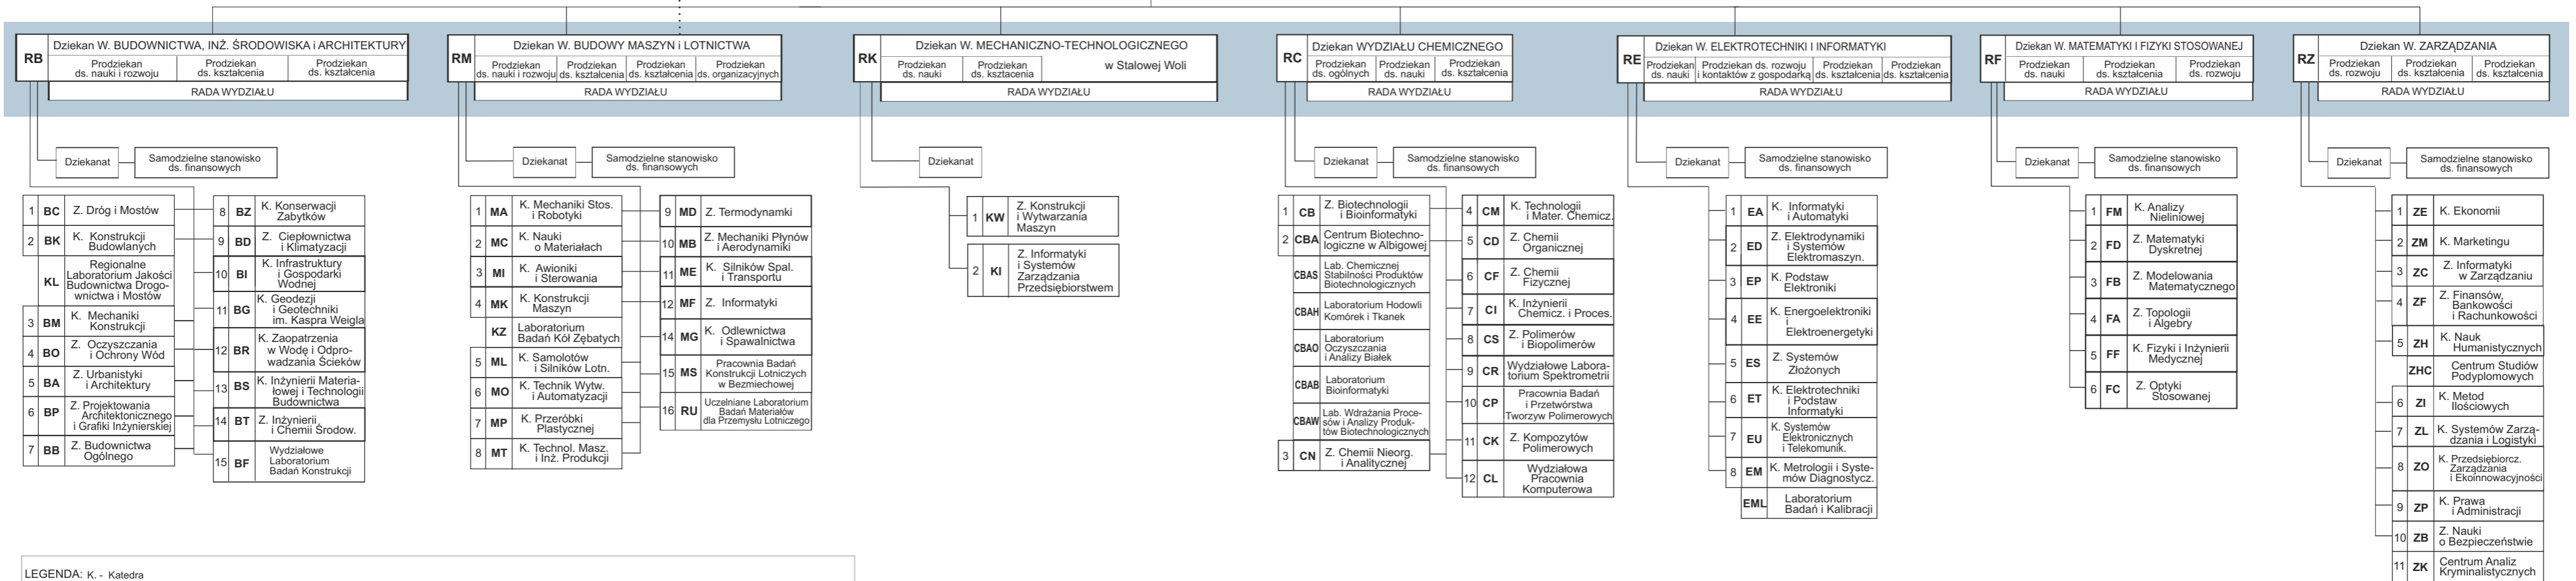 RB
Dziekan W. BUDOWNICTWA, INŻ. ŚRODOWISKA i ARCHITEKTURY
Prodziekan
ds. nauki i rozwoju
Prodziekan
ds. kształcenia
Prodziekan
ds. kształcenia
RADA WYDZIAŁU
Dziekanat
Samodzielne stanowisko
ds. finansowych
1 BC Z. Dróg i Mostów
2 BK K. Konstrukcji
Budowlanych
KL Regionalne
Laboratorium Jakości
Budownictwa Drogo-
wnictwa i Mostów
3 BM K. Mechaniki
Konstrukcji
4 BO Z. Oczyszczania
i Ochrony Wód
5 BA Z. Urbanistyki
i Architektury
6 BP Z. Projektowania
Architektonicznego
i Grafiki Inżynierskiej
7 BB Z. Budownictwa
Ogólnego
8 BZ K. Konserwacji
Zabytków
9 BD Z. Ciepłownictwa
i Klimatyzacji
10 BI K. Infrastruktury
i Gospodarki
Wodnej
11 BG K. Geodezji
i Geotechniki
im. Kaspra Weigla
12 BR K. Zaopatrzenia
w Wodę i Odpro-
wadzania Ścieków
13 BS K. Inżynierii Materia-
łowej i Technologii
Budownictwa
14 BT Z. Inżynierii
i Chemii Środow.
15 BF Wydziałowe
Laboratorium
Badań Konstrukcji
RM
Dziekan W. BUDOWY MASZYN i LOTNICTWA
Prodziekan
ds. nauki i rozwoju
Prodziekan
ds. kształcenia
Prodziekan
ds. kształcenia
Prodziekan
ds. organizacyjnych
RADA WYDZIAŁU
Dziekanat
Samodzielne stanowisko
ds. finansowych
1 MA K. Mechaniki Stos.
i Robotyki
2 MC K. Nauki
o Materiałach
3 MI K. Awioniki
i Sterowania
4 MK K. Konstrukcji
Maszyn
KZ Laboratorium
Badań Kół Zębatych
5 ML K. Samolotów
i Silników Lotn.
6 MO K. Technik Wytw.
i Automatyzacji
7 MP K. Przeróbki
Plastycznej
8 MT K. Technol. Masz.
i Inż. Produkcji
9 MD Z. Termodynamki
10 MB Z. Mechaniki Płynów
i Aerodynamiki
11 ME K. Silników Spal.
i Transportu
12 MF Z. Informatyki
14 MG K. Odlewnictwa
i Spawalnictwa
15 MS Pracownia Badań
Konstrukcji Lotniczych
w Bezmiechowej
16 RU Uczelniane Laboratorium
Badań Materiałów
dla Przemysłu Lotniczego
RK
Dziekan W. MECHANICZNO-TECHNOLOGICZNEGO
w Stalowej Woli
Prodziekan
ds. nauki
Prodziekan
ds. kształcenia
RADA WYDZIAŁU
Dziekanat
1 KW Z. Konstrukcji
i Wytwarzania
Maszyn
2 KI Z. Informatyki
i Systemów
Zarządzania
Przedsiębiorstwem
RC
Dziekan WYDZIAŁU CHEMICZNEGO
Prodziekan
ds. ogólnych
Prodziekan
ds. nauki
Prodziekan
ds. kształcenia
RADA WYDZIAŁU
Dziekanat
Samodzielne stanowisko
ds. finansowych
1 CB Z. Biotechnologii
i Bioinformatyki
2 CBA Centrum Biotechno-
logiczne w Albigowej
CBAS Lab. Chemicznej
Stabilności Produktów
Biotechnologicznych
CBAH Laboratorium Hodowli
Komórek i Tkanek
CBAO Laboratorium
Oczyszczania
i Analizy Białek
CBAB Laboratorium
Bioinformatyki
CBAW Lab. Wdrażania Proce-
sów i Analizy Produk-
tów Biotechnologicznych
3 CN Z. Chemii Nieorg.
i Analitycznej
4 CM K. Technologii
i Mater. Chemicz.
5 CD Z. Chemii
Organicznej
6 CF Z. Chemii
Fizycznej
7 CI K. Inżynierii
Chemicz. i Proces.
8 CS Z. Polimerów
i Biopolimerów
9 CR Wydziałowe Labora-
torium Spektrometrii
10 CP Pracownia Badań
i Przetwórstwa
Tworzyw Polimerowych
11 CK Z. Kompozytów
Polimerowych
12 CL Wydziałowa
Pracownia
Komputerowa
RE
Dziekan W. ELEKTROTECHNIKI I INFORMATYKI
Prodziekan
ds. nauki
Prodziekan ds. rozwoju
i kontaktów z gospodarką
Prodziekan
ds. kształcenia
Prodziekan
ds. kształcenia
RADA WYDZIAŁU
Dziekanat
Samodzielne stanowisko
ds. finansowych
1 EA K. Informatyki
i Automatyki
2 ED Z. Elektrodynamiki
i Systemów
Elektromaszyn.
3 EP K. Podstaw
Elektroniki
4 EE K. Energoelektroniki
i
Elektroenergetyki
5 ES Z. Systemów
Złożonych
6 ET K. Elektrotechniki
i Podstaw
Informatyki
7 EU K. Systemów
Elektronicznych
i Telekomunik.
8 EM K. Metrologii i Syste-
mów Diagnostycz.
EML Laboratorium
Badań i Kalibracji
RF
Dziekan W. MATEMATYKI I FIZYKI STOSOWANEJ
Prodziekan
ds. nauki
Prodziekan
ds. kształcenia
Prodziekan
ds. rozwoju
RADA WYDZIAŁU
Dziekanat
Samodzielne stanowisko
ds. finansowych
1 FM K. Analizy
Nieliniowej
2 FD Z. Matematyki
Dyskretnej
3 FB Z. Modelowania
Matematycznego
4 FA Z. Topologii
i Algebry
5 FF K. Fizyki i Inżynierii
Medycznej
6 FC Z. Optyki
Stosowanej
RZ
Dziekan W. ZARZĄDZANIA
Prodziekan
ds. rozwoju
Prodziekan
ds. kształcenia
Prodziekan
ds. kształcenia
RADA WYDZIAŁU
Dziekanat
Samodzielne stanowisko
ds. finansowych
1 ZE K. Ekonomii
2 ZM K. Marketingu
3 ZC Z. Informatyki
w Zarządzaniu
4 ZF Z. Finansów,
Bankowości
i Rachunkowości
5 ZH K. Nauk
Humanistycznych
ZHC Centrum Studiów
Podyplomowych
6 ZI K. Metod
Ilościowych
7 ZL K. Systemów Zarzą-
dzania i Logistyki
8 ZO K. Przedsiębiorcz.
Zarządzania
i Ekoinnowacyjności
9 ZP K. Prawa
i Administracji
10 ZB Z. Nauki
o Bezpieczeństwie
11 ZK Centrum Analiz
Kryminalistycznych
LEGENDA: K. - Katedra